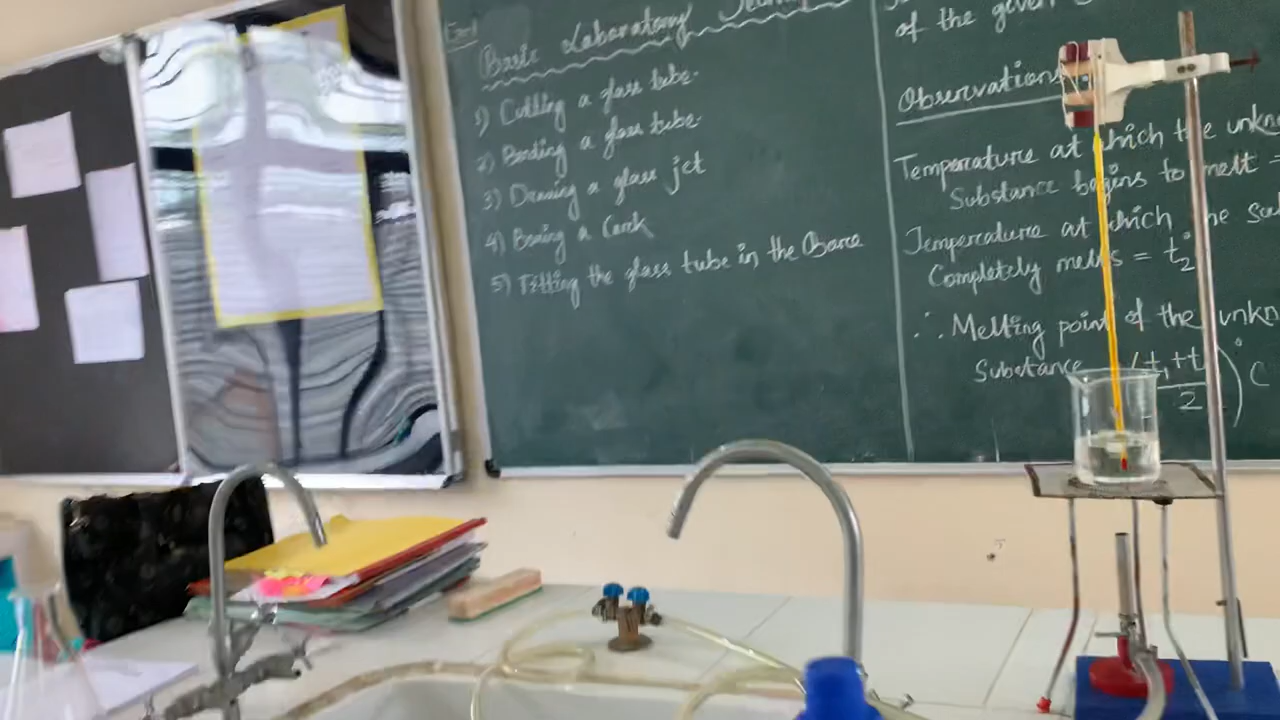 Basic Laboratory
1) Cutting a glass tube.
2) Bending a glass tube.
3) Drawing a glass jet
4) Boring a Cork
5) Fitting the glass tube in the
of the given
Observations
Temperature at which the unkn
Substance begins to melt =
Temperature at which the su
Completely melts = t₂°
∴ Melting point of the unkn
Substance (t₁+t
2
)°C